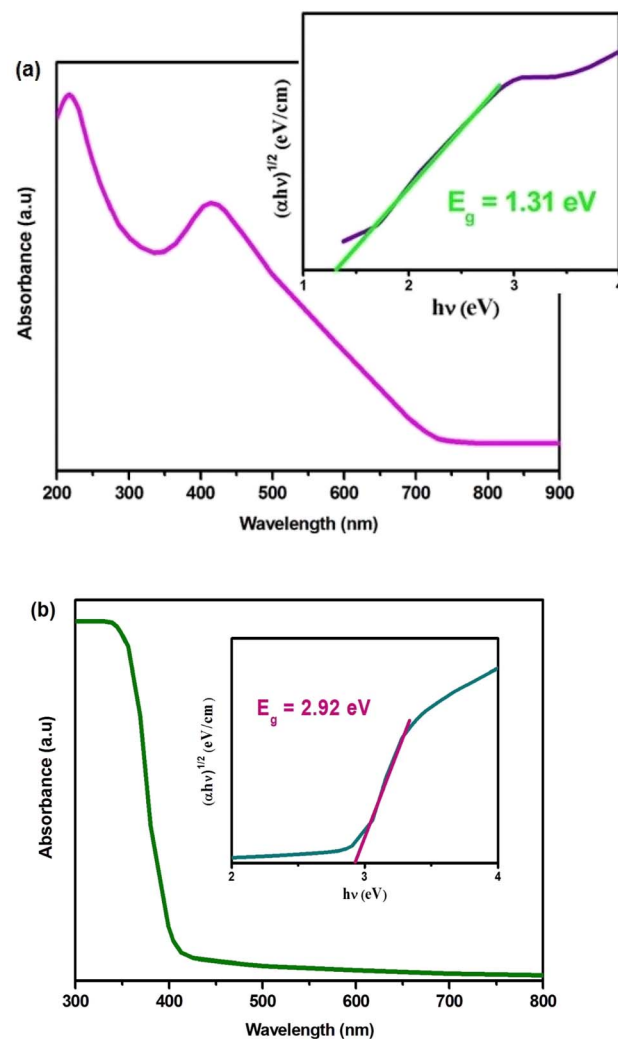 (a)
Absorbance (a.u)
200 300 400 500 600 700 800 900
Wavelength (nm)
(αhν)1/2 (eV/cm)
E_g = 1.31 eV
1 2 3 4
hν (eV)
(b)
Absorbance (a.u)
300 400 500 600 700 800
Wavelength (nm)
(αhν)1/2 (eV/cm)
E_g = 2.92 eV
2 3 4
hν (eV)